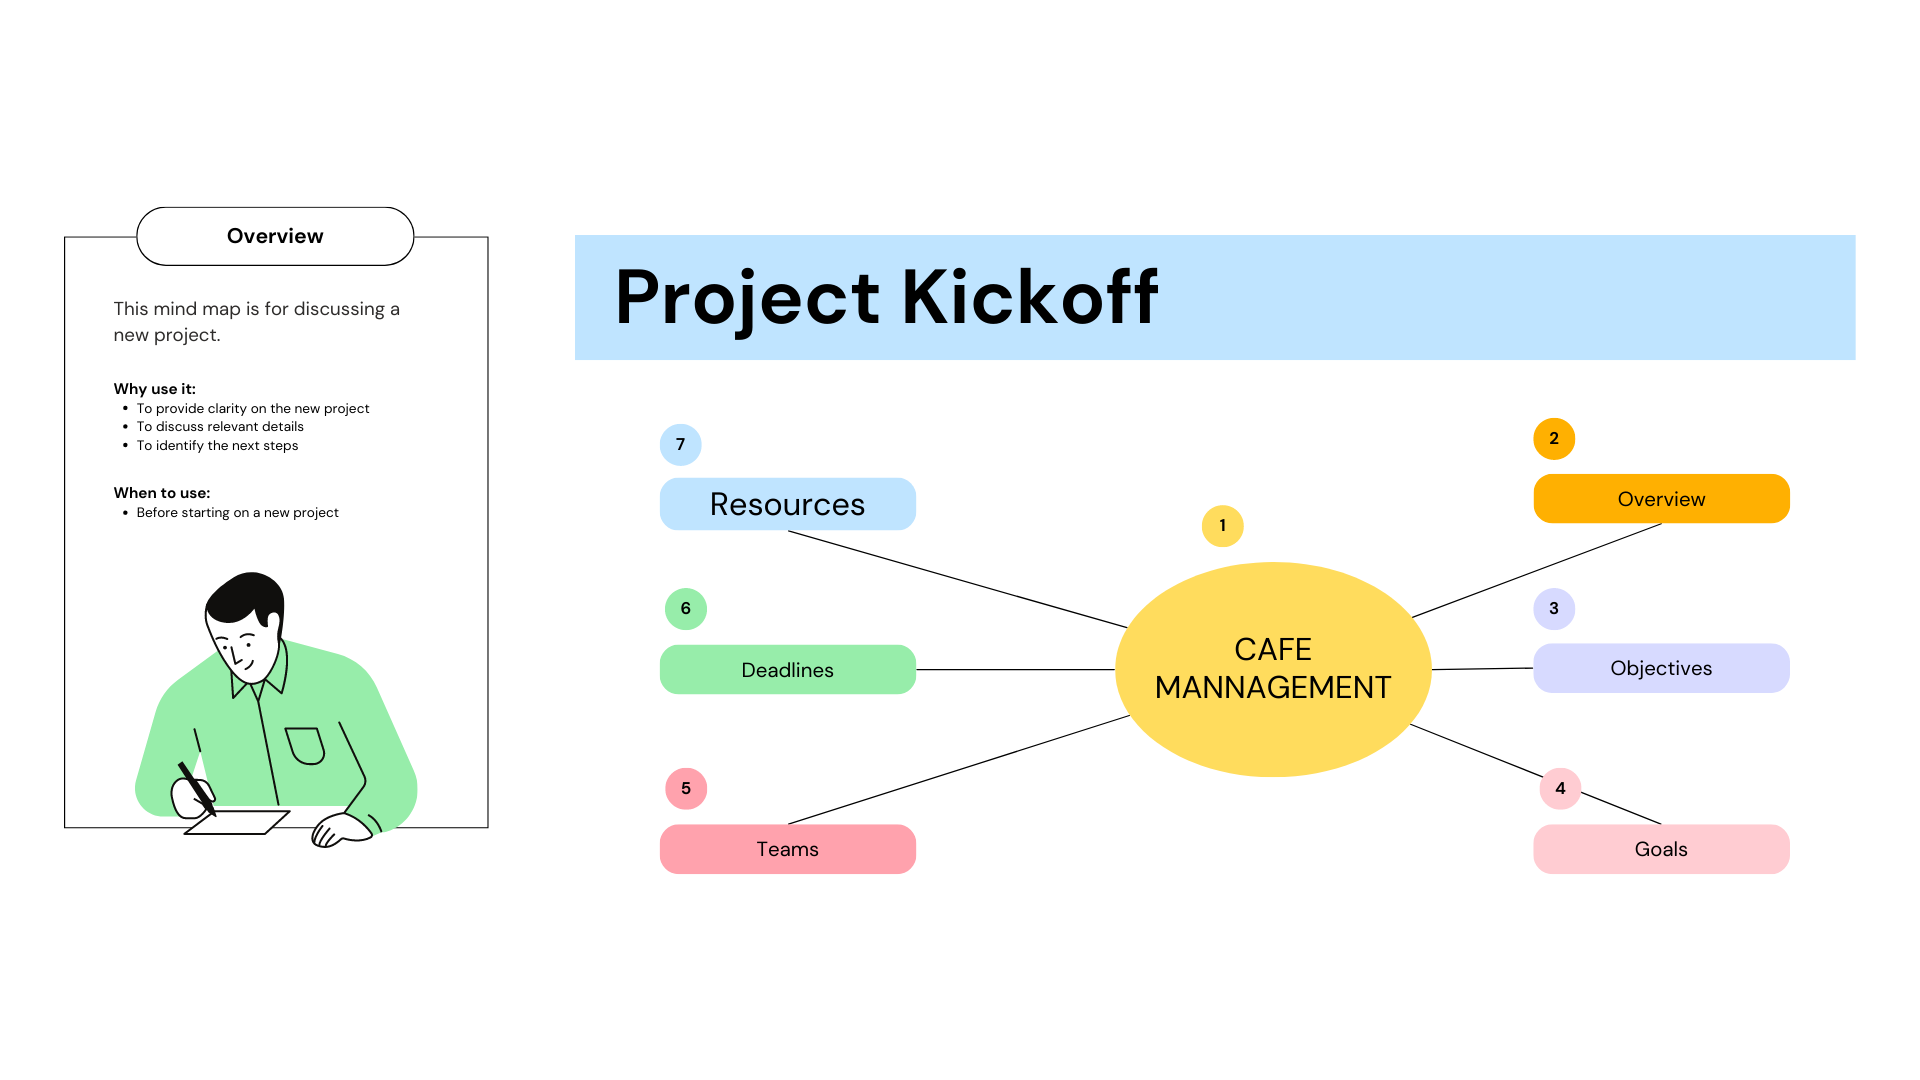 Overview
This mind map is for discussing a
new project.
Why use it:
To provide clarity on the new project
To discuss relevant details
To identify the next steps
When to use:
Before starting on a new project
Project Kickoff
7
Resources
6
Deadlines
5
Teams
1
CAFE
MANNAGEMENT
2
Overview
3
Objectives
4
Goals